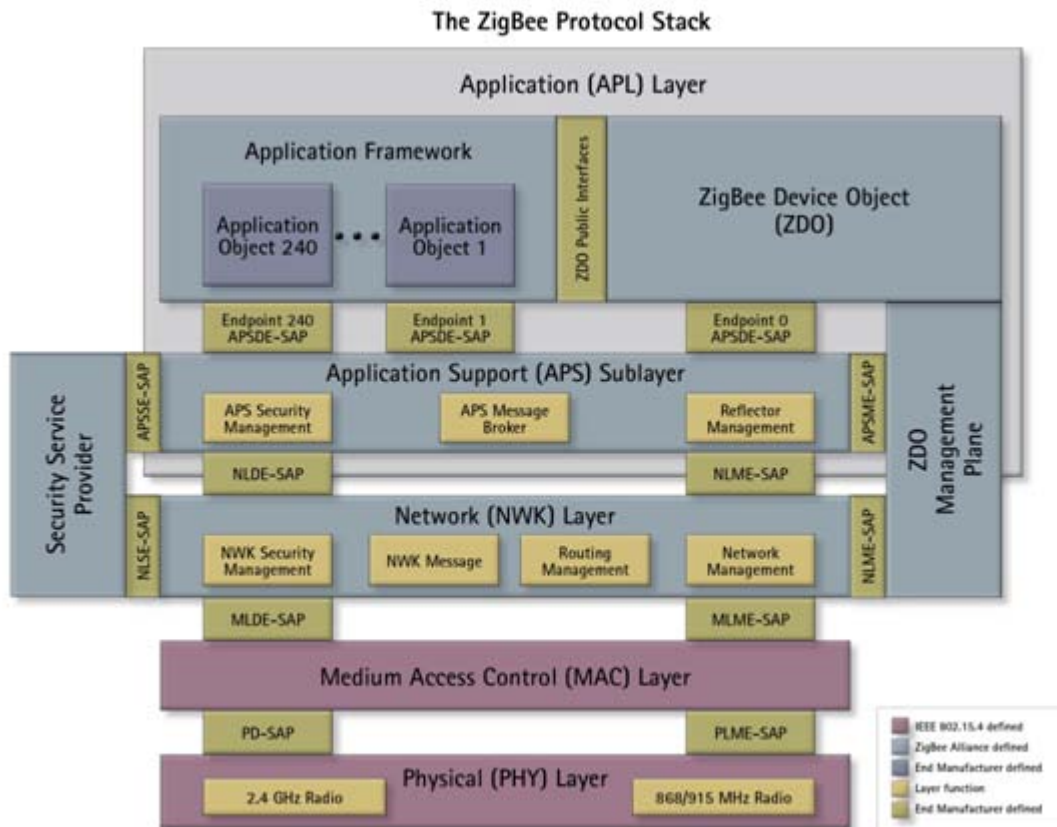 The ZigBee Protocol Stack
Application (APL) Layer
Application Framework
Application
Object 240
Application
Object 1
ZDO Public Interfaces
ZigBee Device Object
(ZDO)
Endpoint 240
APSDE-SAP
Endpoint 1
APSDE-SAP
Endpoint 0
APSDE-SAP
Security Service
Provider
APSSE-SAP
Application Support (APS) Sublayer
APS Security
Management
APS Message
Broker
Reflector
Management
APSME-SAP
ZDO
Management
Plane
NLDE-SAP
NLME-SAP
NLSE-SAP
Network (NWK) Layer
NWK Security
Management
NWK Message
Routing
Management
Network
Management
NLME-SAP
MLDE-SAP
MLME-SAP
Medium Access Control (MAC) Layer
PD-SAP
PLME-SAP
Physical (PHY) Layer
2.4 GHz Radio
868/915 MHz Radio
IEEE 802.15.4 defined
ZigBee Alliance defined
End Manufacturer defined
Layer function
End Manufacturer defined